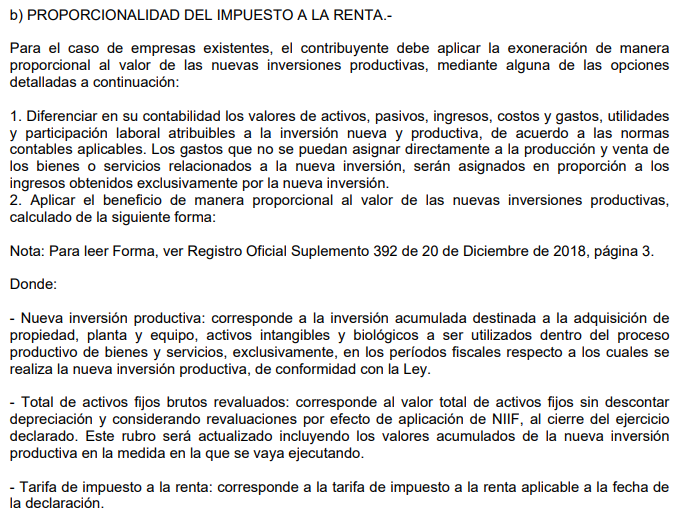 b) PROPORCIONALIDAD DEL IMPUESTO A LA RENTA.-
Para el caso de empresas existentes, el contribuyente debe aplicar la exoneración de manera
proporcional al valor de las nuevas inversiones productivas, mediante alguna de las opciones
detalladas a continuación:
1. Diferenciar en su contabilidad los valores de activos, pasivos, ingresos, costos y gastos, utilidades
y participación laboral atribuibles a la inversión nueva y productiva, de acuerdo a las normas
contables aplicables. Los gastos que no se puedan asignar directamente a la producción y venta de
los bienes o servicios relacionados a la nueva inversión, serán asignados en proporción a los
ingresos obtenidos exclusivamente por la nueva inversión.
2. Aplicar el beneficio de manera proporcional al valor de las nuevas inversiones productivas,
calculado de la siguiente forma:
Nota: Para leer Forma, ver Registro Oficial Suplemento 392 de 20 de Diciembre de 2018, página 3.
Donde:
- Nueva inversión productiva: corresponde a la inversión acumulada destinada a la adquisición de
propiedad, planta y equipo, activos intangibles y biológicos a ser utilizados dentro del proceso
productivo de bienes y servicios, exclusivamente, en los períodos fiscales respecto a los cuales se
realiza la nueva inversión productiva, de conformidad con la Ley.
- Total de activos fijos brutos revaluados: corresponde al valor total de activos fijos sin descontar
depreciación y considerando revaluaciones por efecto de aplicación de NIIF, al cierre del ejercicio
declarado. Este rubro será actualizado incluyendo los valores acumulados de la nueva inversión
productiva en la medida en la que se vaya ejecutando.
- Tarifa de impuesto a la renta: corresponde a la tarifa de impuesto a la renta aplicable a la fecha de
la declaración.